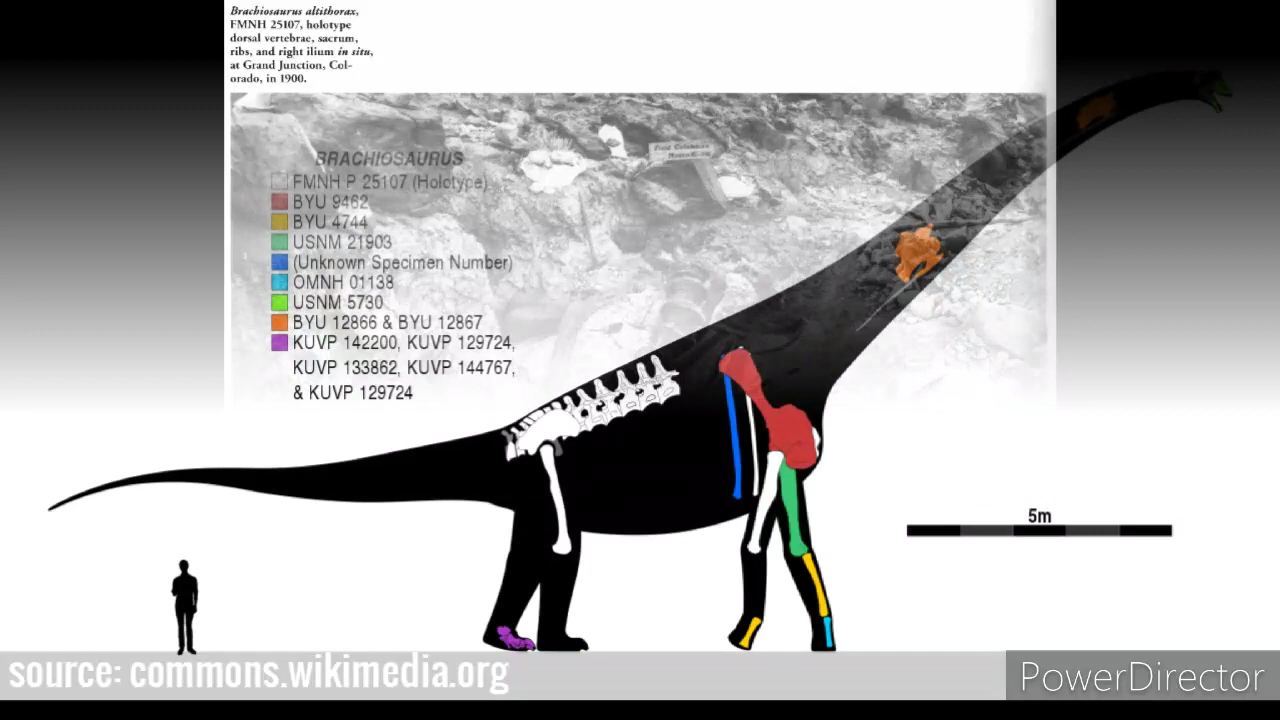 Brachiosaurus altithorax,
FMNH 25107, holotype
dorsal vertebrae, sacrum,
ribs, and right ilium in situ,
at Grand Junction, Col-
orado, in 1900.
Field Columbian
Museum
BRACHIOSAURUS
FMNH P 25107 (Holotype)
BYU 9462
BYU 4744
USNM 21903
(Unknown Specimen Number)
OMNH 01138
USNM 5730
BYU 12866 & BYU 12867
KUVP 142200, KUVP 129724,
KUVP 133862, KUVP 144767,
& KUVP 129724
5m
source: commons.wikimedia.org
PowerDirector